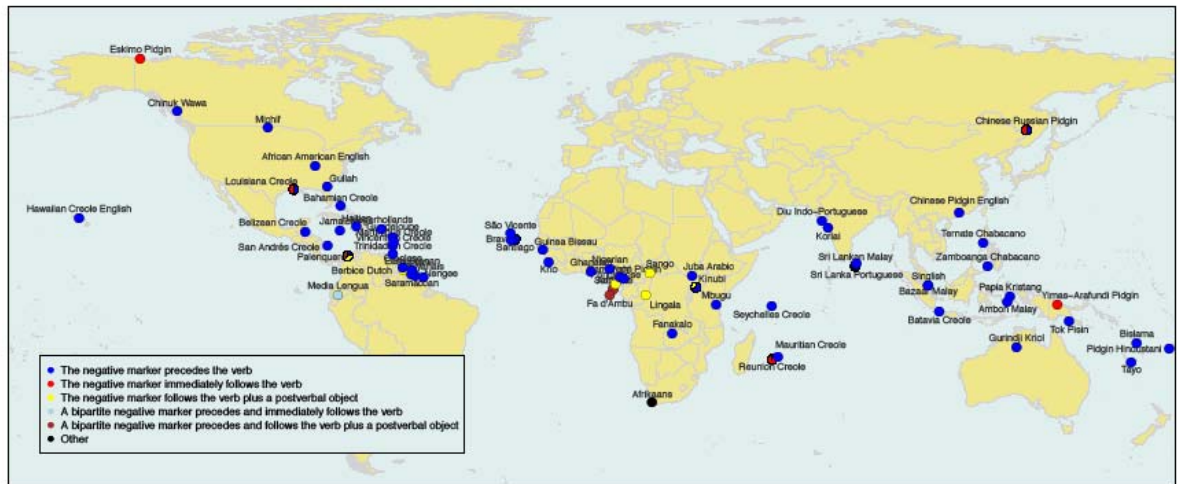 Eskimo Pidgin
Chinuk Wawa
Michif
Chinese Russian Pidgin
African American English
Louisiana Creole
Gullah
Bahamian Creole
Hawaiian Creole English
Belizean Creole
Haitian
San Andrés Creole
Trinidadian Creole
Palenquero
Berbice Dutch
Saramaccan
Media Lengua
São Vicente
Brava
Santiago
Guinea Bissau
Krio
Nigerian
Sango
Juba Arabic
Kinubi
Fa d'Ambu
Lingala
Mbugu
Fanakalo
Seychelles Creole
Mauritian Creole
Reunion Creole
Afrikaans
Diu Indo-Portuguese
Korlai
Chinese Pidgin English
Ternate Chabacano
Zamboanga Chabacano
Sri Lankan Malay
Sri Lanka Portuguese
Singlish
Bazaar Malay
Papia Kristang
Ambon Malay
Yimas-Arafundi Pidgin
Batavia Creole
Tok Pisin
Gurindji Kriol
Bislama
Pidgin Hindustani
Tayo
The negative marker precedes the verb
The negative marker immediately follows the verb
The negative marker follows the verb plus a postverbal object
A bipartite negative marker precedes and immediately follows the verb
A bipartite negative marker precedes and follows the verb plus a postverbal object
Other